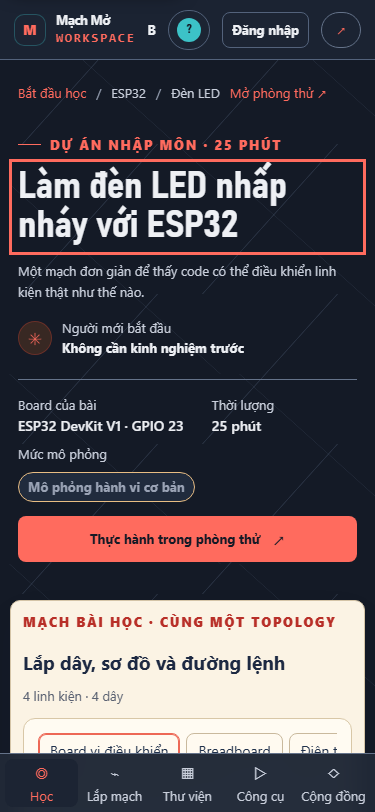 M
Mạch Mở
WORKSPACE
B
?
Đăng nhập
↗
Bắt đầu học / ESP32 / Đèn LED Mở phòng thử ↗
DỰ ÁN NHẬP MÔN · 25 PHÚT
Làm đèn LED nhấp
nháy với ESP32
Một mạch đơn giản để thấy code có thể điều khiển linh
kiện thật như thế nào.
Người mới bắt đầu
Không cần kinh nghiệm trước
Board của bài
ESP32 DevKit V1 · GPIO 23
Thời lượng
25 phút
Mức mô phỏng
Mô phỏng hành vi cơ bản
Thực hành trong phòng thử ↗
MẠCH BÀI HỌC · CÙNG MỘT TOPOLOGY
Lắp dây, sơ đồ và đường lệnh
4 linh kiện · 4 dây
Board vi điều khiển
Breadboard
Điện t
Học
Lắp mạch
Thư viện
Công cụ
Cộng đồng